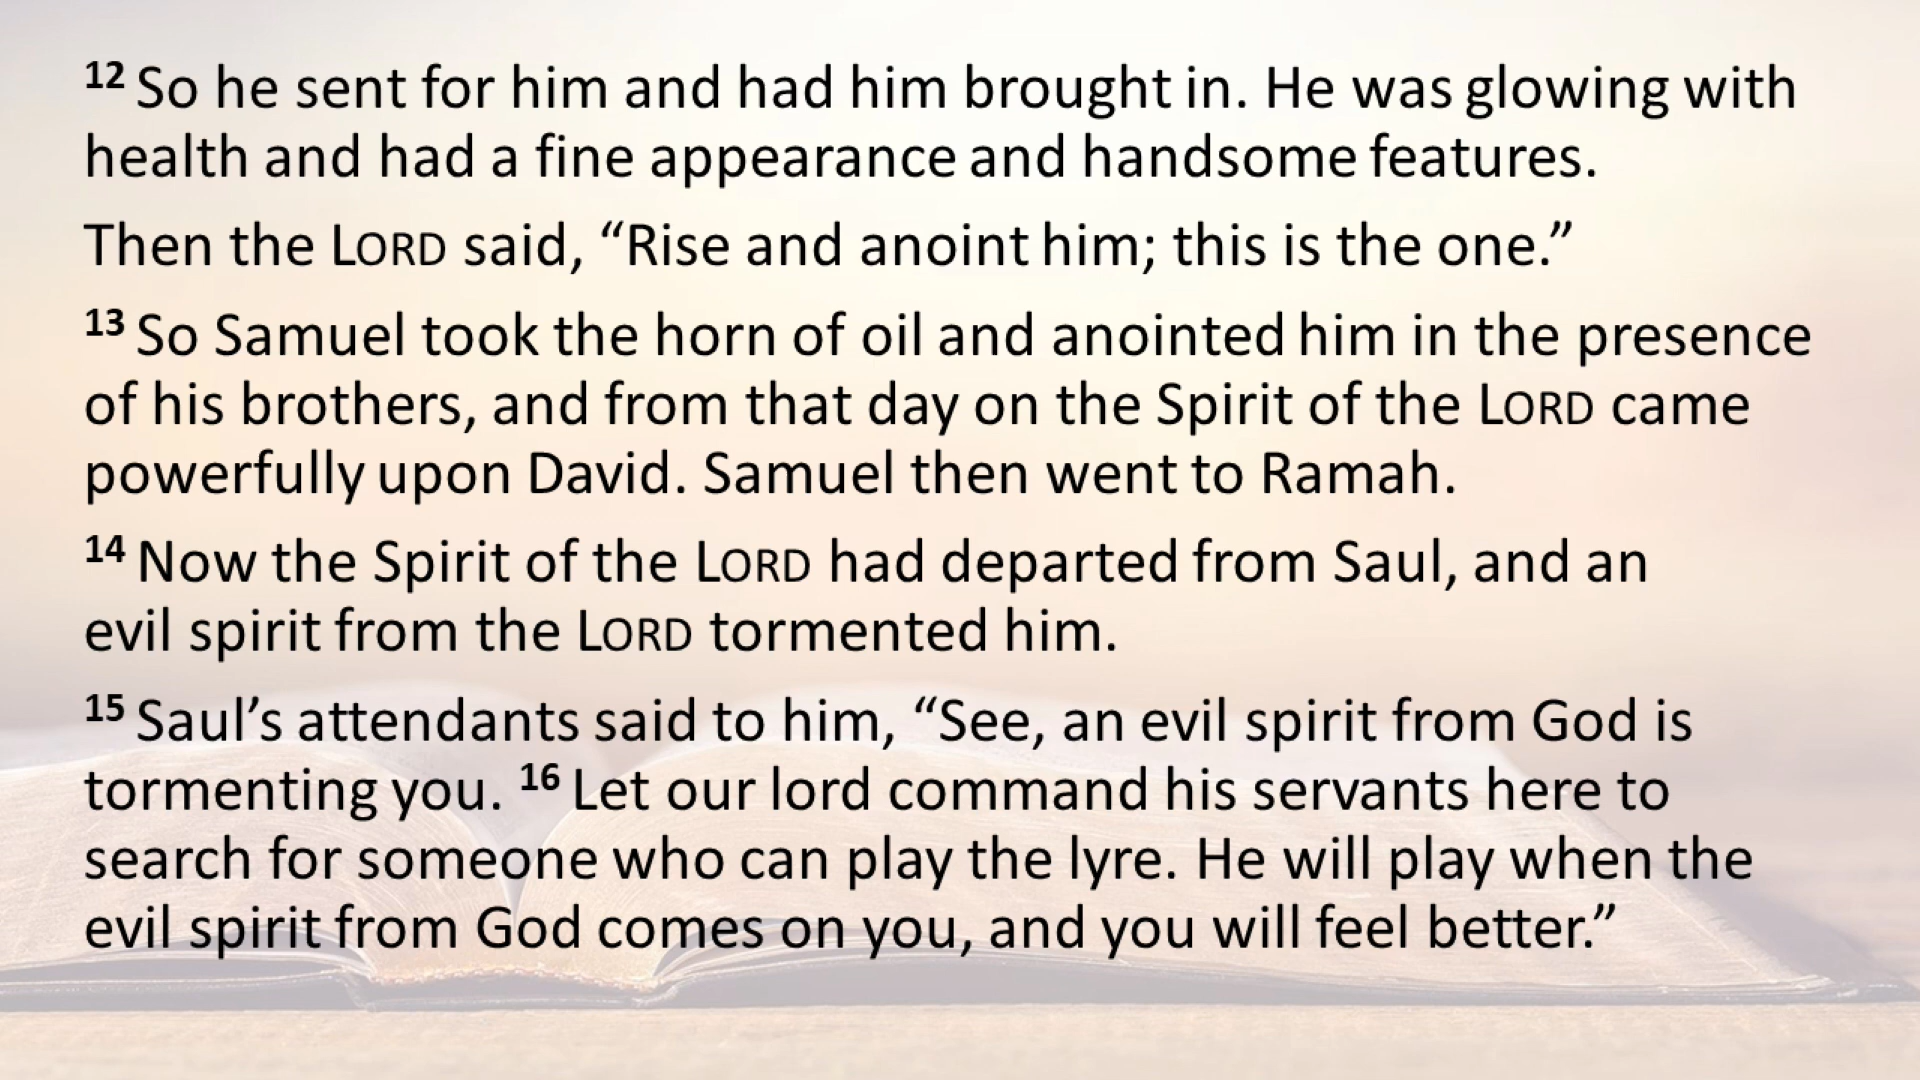 12 So he sent for him and had him brought in. He was glowing with
health and had a fine appearance and handsome features.
Then the LORD said, “Rise and anoint him; this is the one.”
13 So Samuel took the horn of oil and anointed him in the presence
of his brothers, and from that day on the Spirit of the LORD came
powerfully upon David. Samuel then went to Ramah.
14 Now the Spirit of the LORD had departed from Saul, and an
evil spirit from the LORD tormented him.
15 Saul’s attendants said to him, “See, an evil spirit from God is
tormenting you. 16 Let our lord command his servants here to
search for someone who can play the lyre. He will play when the
evil spirit from God comes on you, and you will feel better.”